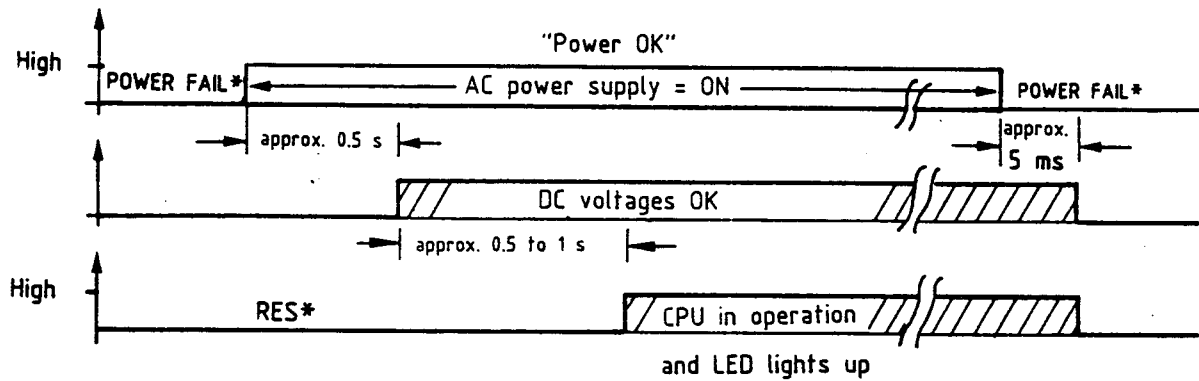 "Power OK"
High
POWER FAIL*
AC power supply = ON
POWER FAIL*
approx. 0.5 s
approx.
5 ms
DC voltages OK
approx. 0.5 to 1 s
High
RES*
CPU in operation
and LED lights up